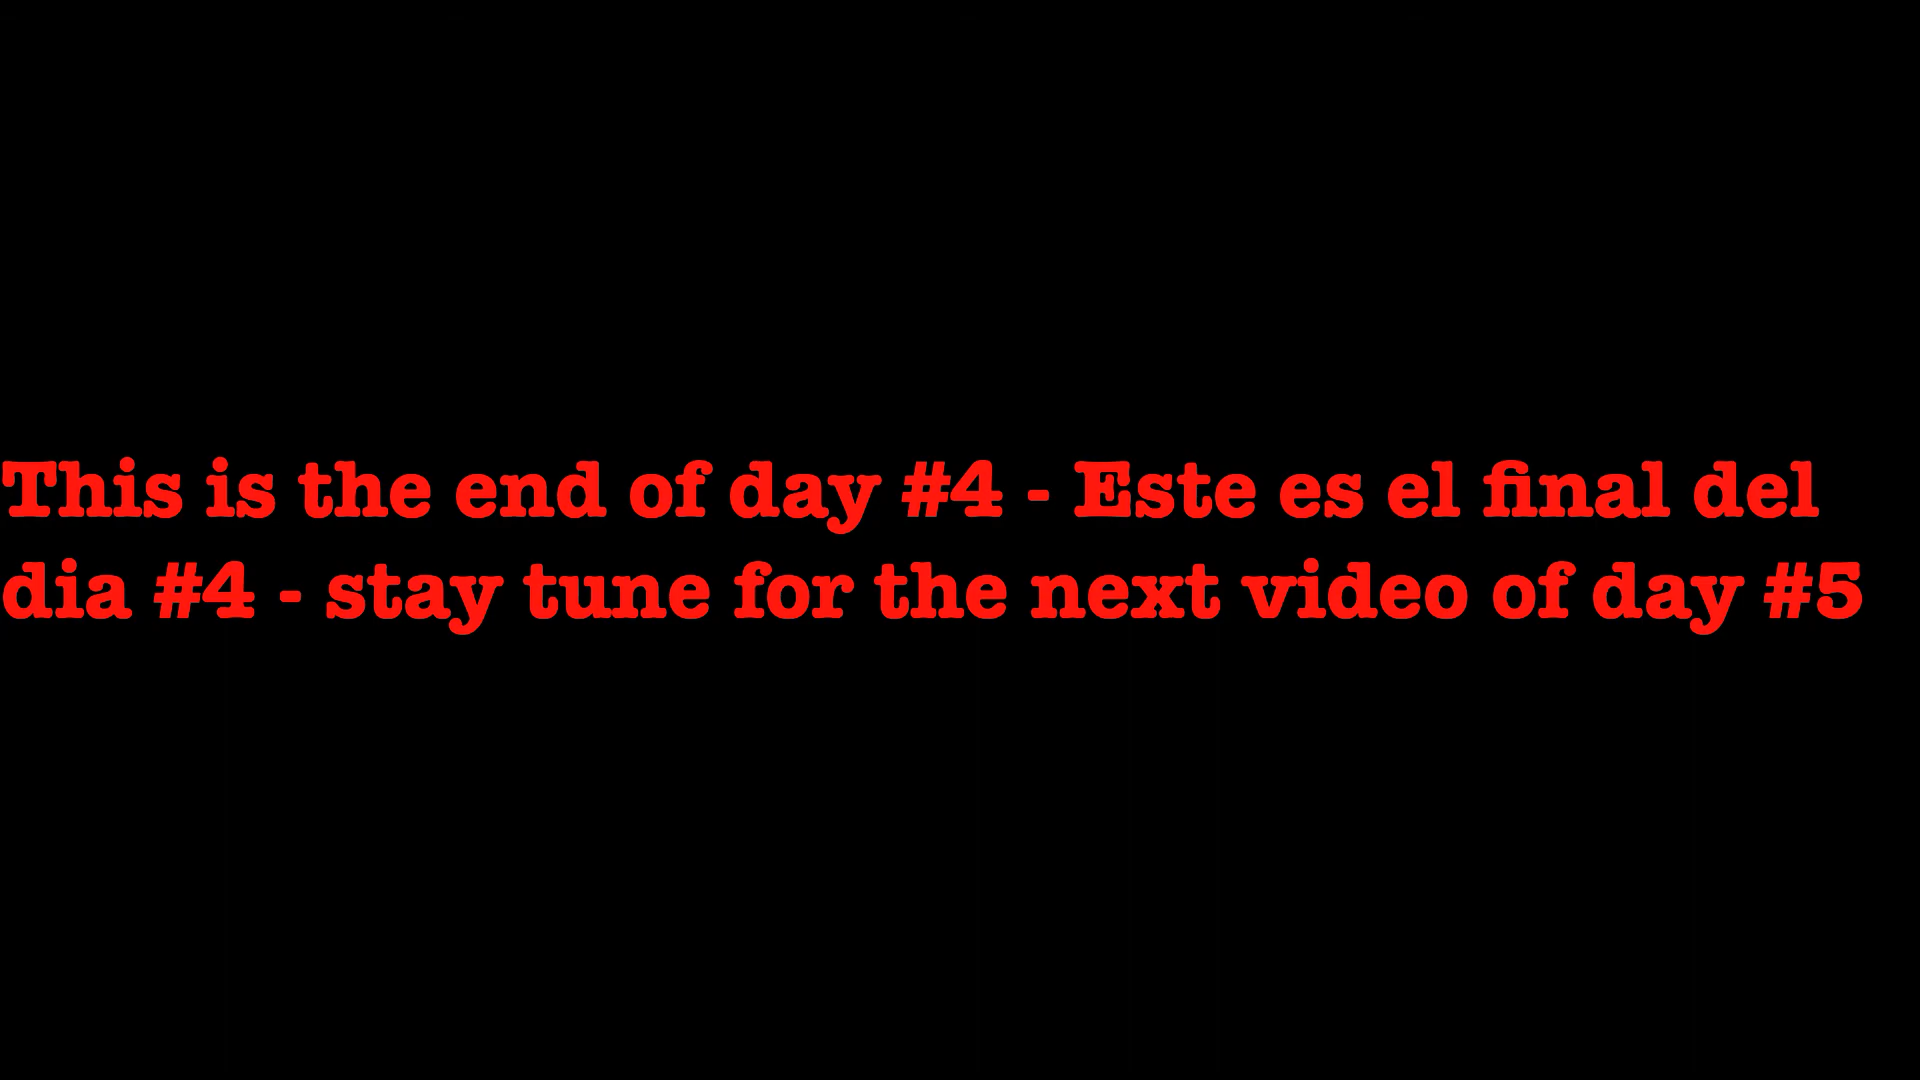 This is the end of day #4 - Este es el final del
dia #4 - stay tune for the next video of day #5